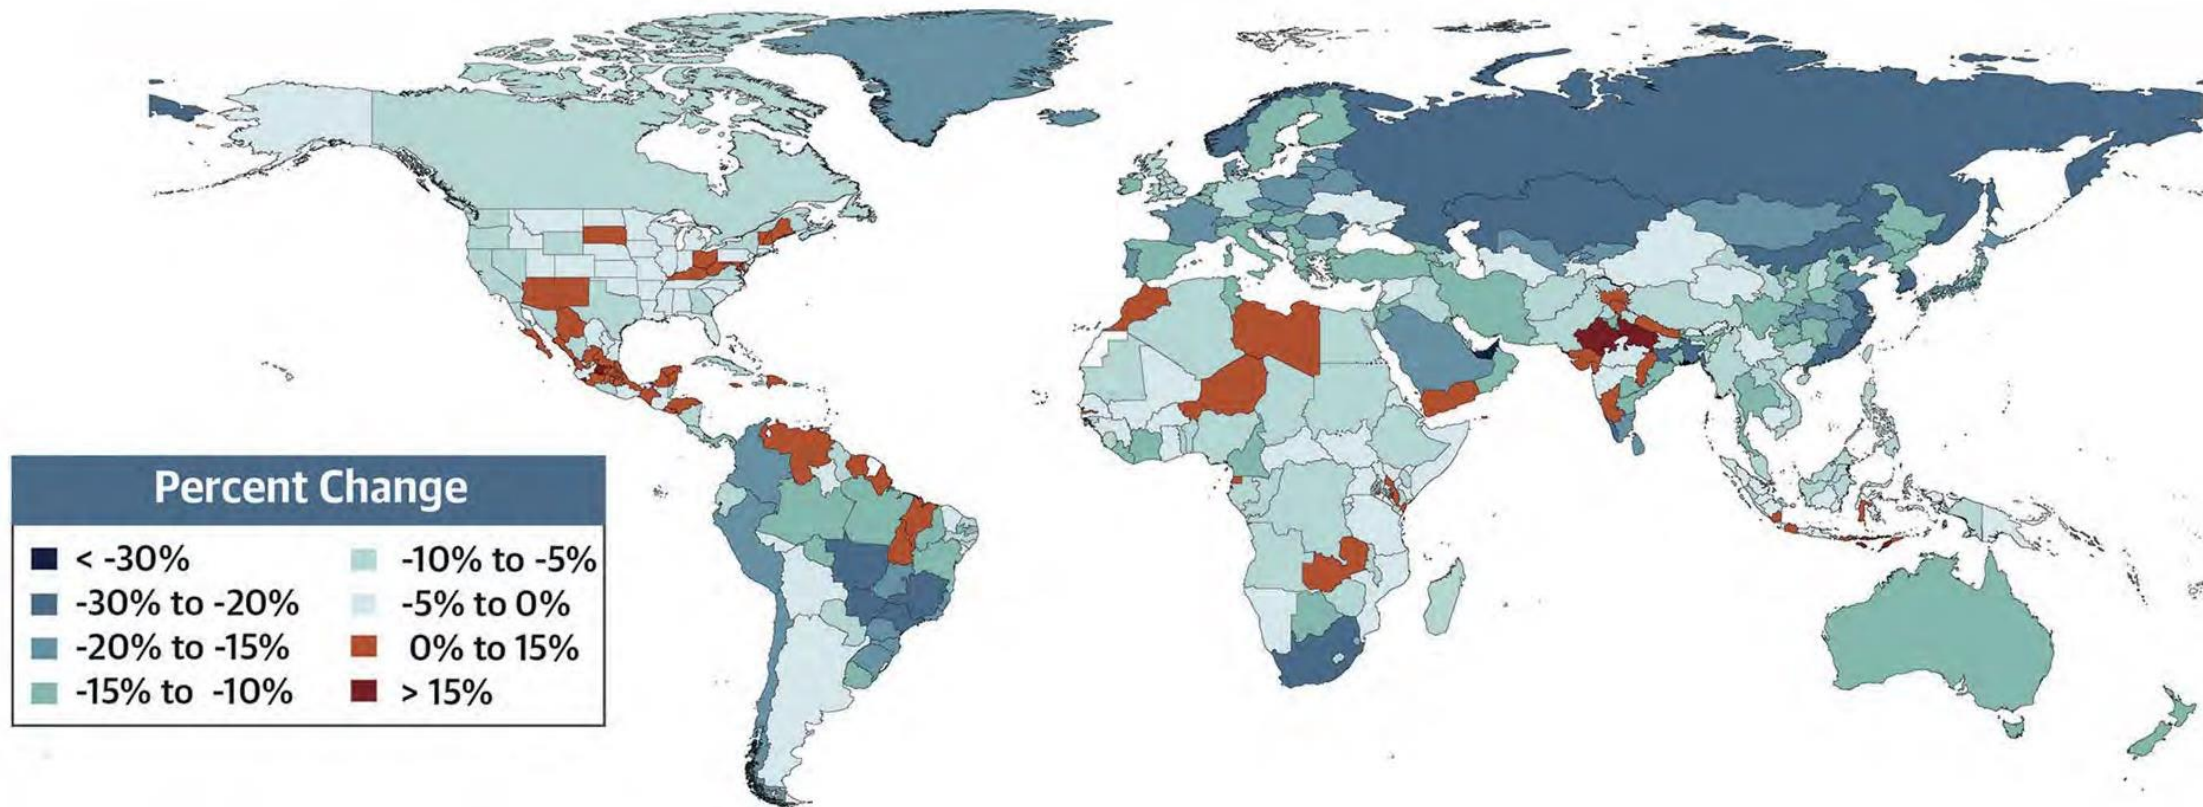 Percent Change
< -30%
-30% to -20%
-20% to -15%
-15% to -10%
-10% to -5%
-5% to 0%
0% to 15%
> 15%